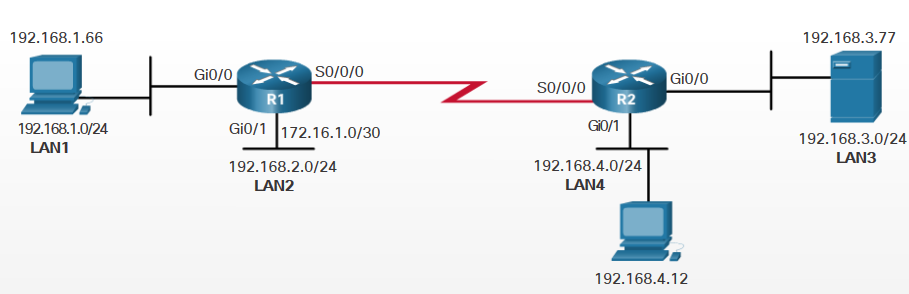 192.168.1.66
192.168.1.0/24
LAN1
Gi0/0
R1
S0/0/0
Gi0/1
172.16.1.0/30
192.168.2.0/24
LAN2
S0/0/0
R2
Gi0/0
Gi0/1
192.168.4.0/24
LAN4
192.168.4.12
192.168.3.77
192.168.3.0/24
LAN3